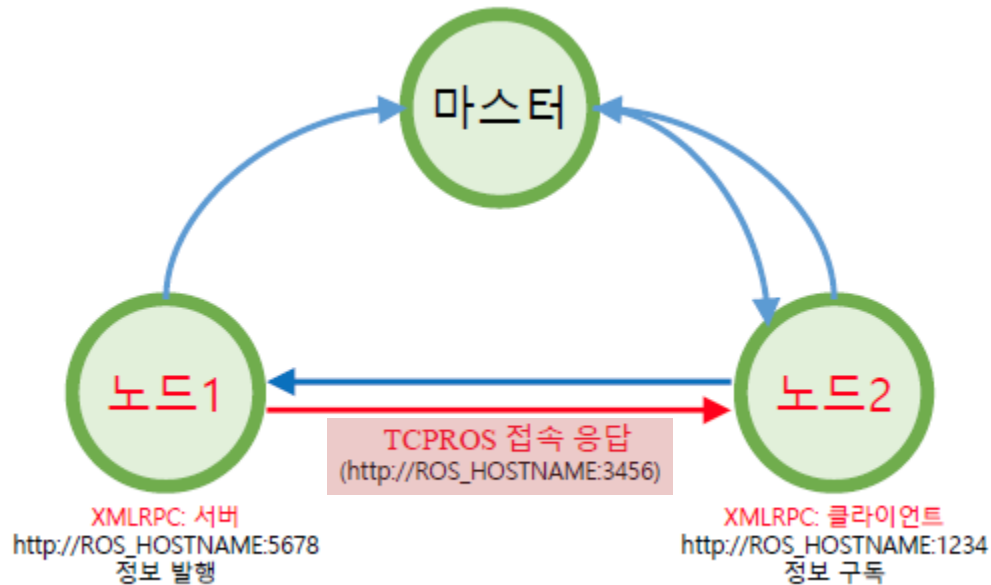 마스터
노드1
노드2
TCPROS 접속 응답
(http://ROS_HOSTNAME:3456)
XMLRPC: 서버
http://ROS_HOSTNAME:5678
정보 발행
XMLRPC: 클라이언트
http://ROS_HOSTNAME:1234
정보 구독